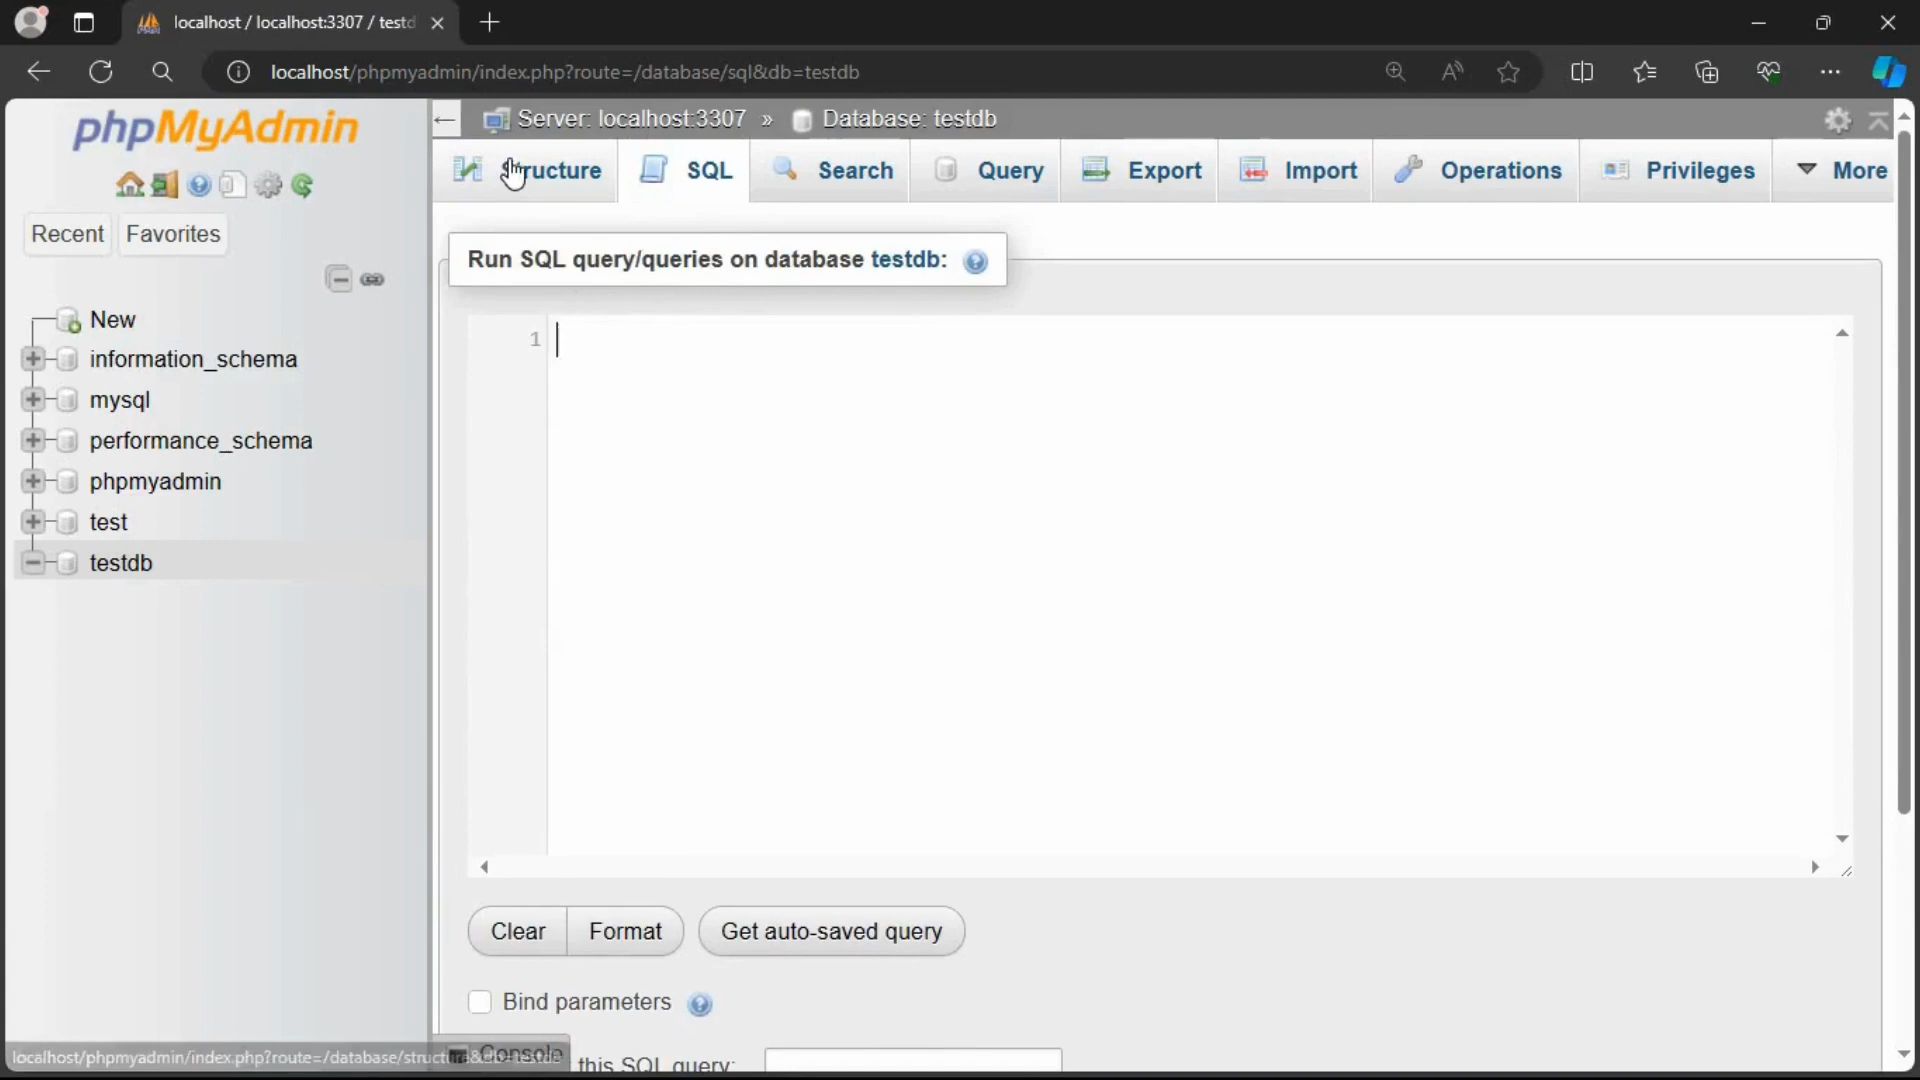 localhost / localhost:3307 / testd
localhost/phpmyadmin/index.php?route=/database/sql&db=testdb
phpMyAdmin
Recent
Favorites
New
information_schema
mysql
performance_schema
phpmyadmin
test
testdb
Server: localhost:3307 » Database: testdb
Structure
SQL
Search
Query
Export
Import
Operations
Privileges
More
Run SQL query/queries on database testdb:
1
Clear
Format
Get auto-saved query
Bind parameters
Console
this SQL query:
localhost/phpmyadmin/index.php?route=/database/structure&db=testdb